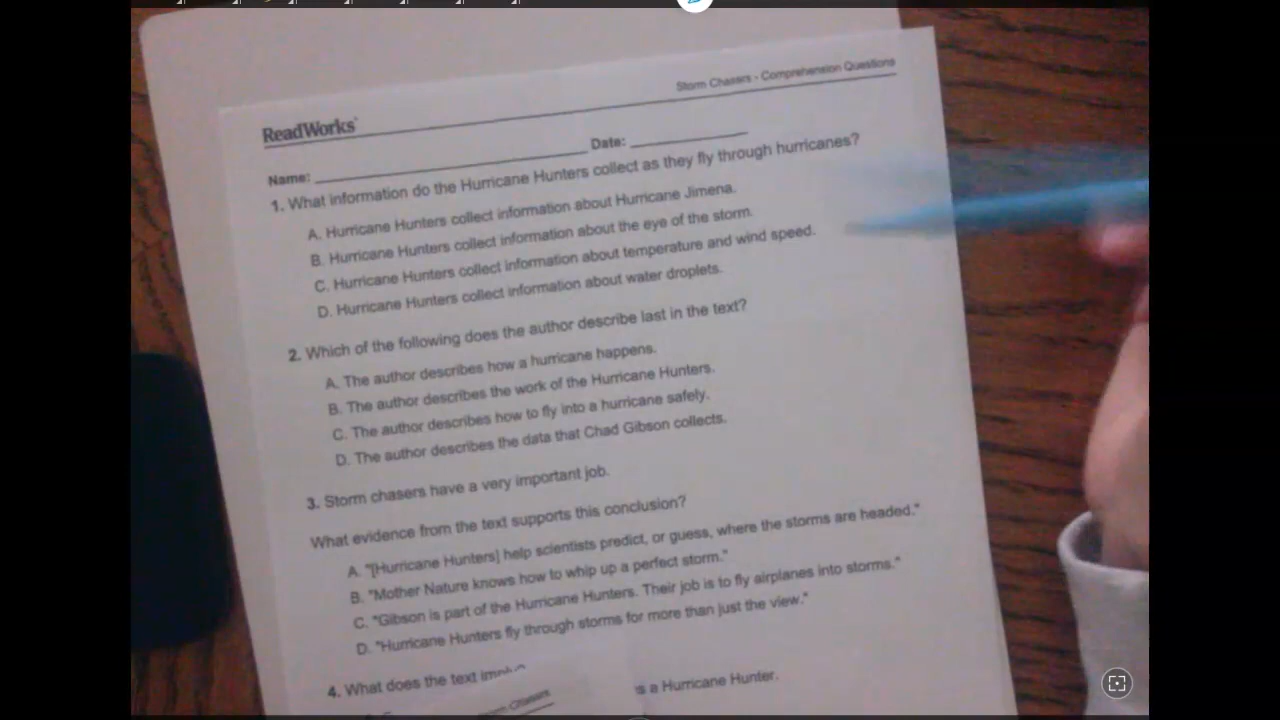 Storm Chasers - Comprehension Questions
ReadWorks
Name: Date:
1. What information do the Hurricane Hunters collect as they fly through hurricanes?
A. Hurricane Hunters collect information about Hurricane Jimena.
B. Hurricane Hunters collect information about the eye of the storm.
C. Hurricane Hunters collect information about temperature and wind speed.
D. Hurricane Hunters collect information about water droplets.
2. Which of the following does the author describe last in the text?
A. The author describes how a hurricane happens.
B. The author describes the work of the Hurricane Hunters.
C. The author describes how to fly into a hurricane safely.
D. The author describes the data that Chad Gibson collects.
3. Storm chasers have a very important job.
What evidence from the text supports this conclusion?
A. "[Hurricane Hunters] help scientists predict, or guess, where the storms are headed."
B. "Mother Nature knows how to whip up a perfect storm."
C. "Gibson is part of the Hurricane Hunters. Their job is to fly airplanes into storms."
D. "Hurricane Hunters fly through storms for more than just the view."
4. What does the text
is a Hurricane Hunter.
Chasers